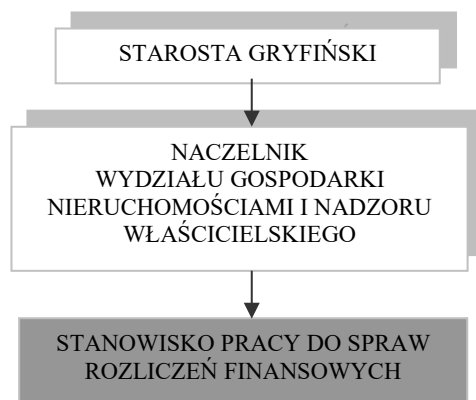 STAROSTA GRYFIŃSKI
NACZELNIK
WYDZIAŁU GOSPODARKI
NIERUCHOMOŚCIAMI I NADZORU
WŁAŚCICIELSKIEGO
STANOWISKO PRACY DO SPRAW
ROZLICZEŃ FINANSOWYCH